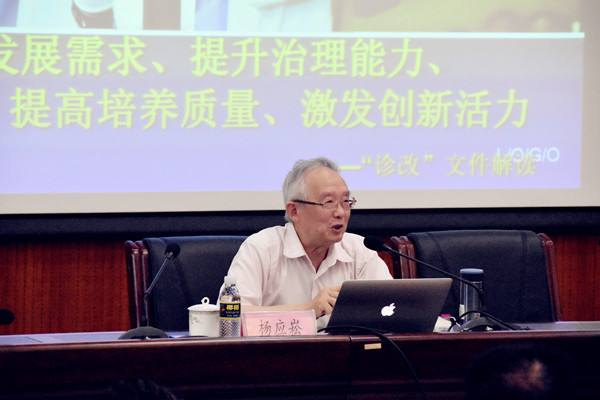 发展需求、提升治理能力、
提高培养质量、激发创新活力
—“诊改”文件解读
L/O/G/O
杨应崧